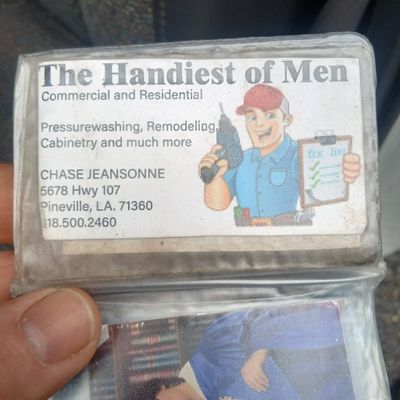 The Handiest of Men
Commercial and Residential
Pressurewashing, Remodeling,
Cabinetry and much more
CHASE JEANSONNE
5678 Hwy 107
Pineville, LA. 71360
318.500.2460
fix list